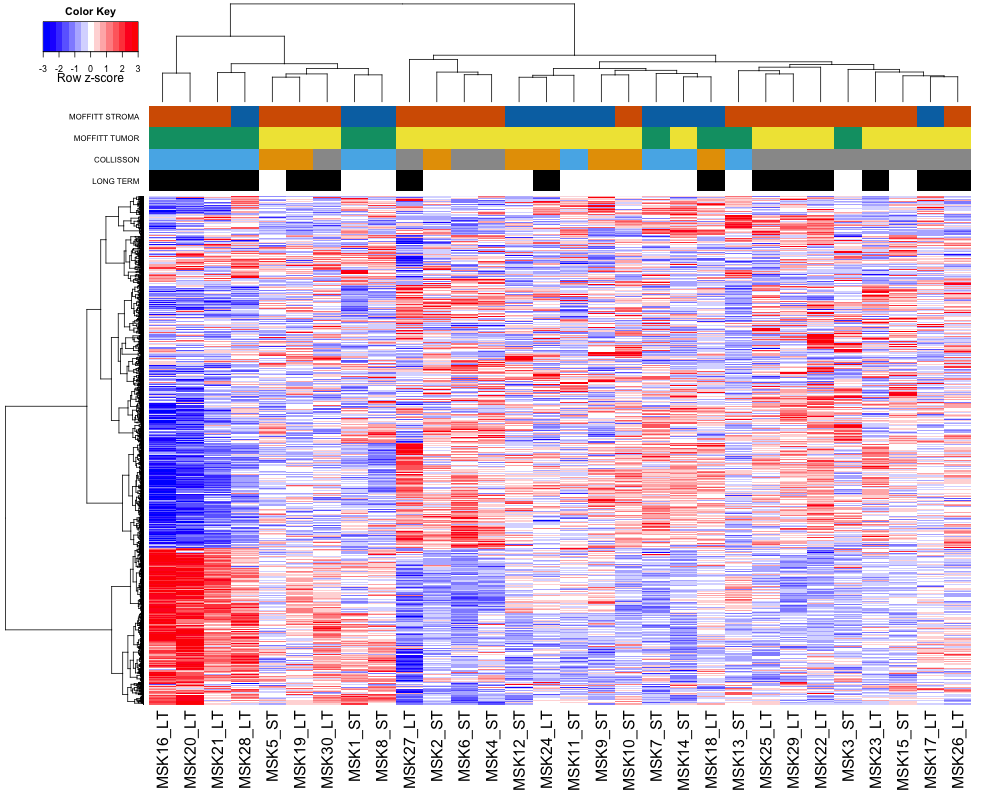 Color Key
-3 -2 -1 0 1 2 3
Row z-score
MOFFITT STROMA
MOFFITT TUMOR
COLLISSON
LONG TERM
MSK16_LT
MSK20_LT
MSK21_LT
MSK28_LT
MSK5_ST
MSK19_LT
MSK30_LT
MSK1_ST
MSK8_ST
MSK27_LT
MSK2_ST
MSK6_ST
MSK4_ST
MSK12_ST
MSK24_LT
MSK11_ST
MSK9_ST
MSK10_ST
MSK7_ST
MSK14_ST
MSK18_LT
MSK13_ST
MSK25_LT
MSK29_LT
MSK22_LT
MSK3_ST
MSK23_LT
MSK15_ST
MSK17_LT
MSK26_LT